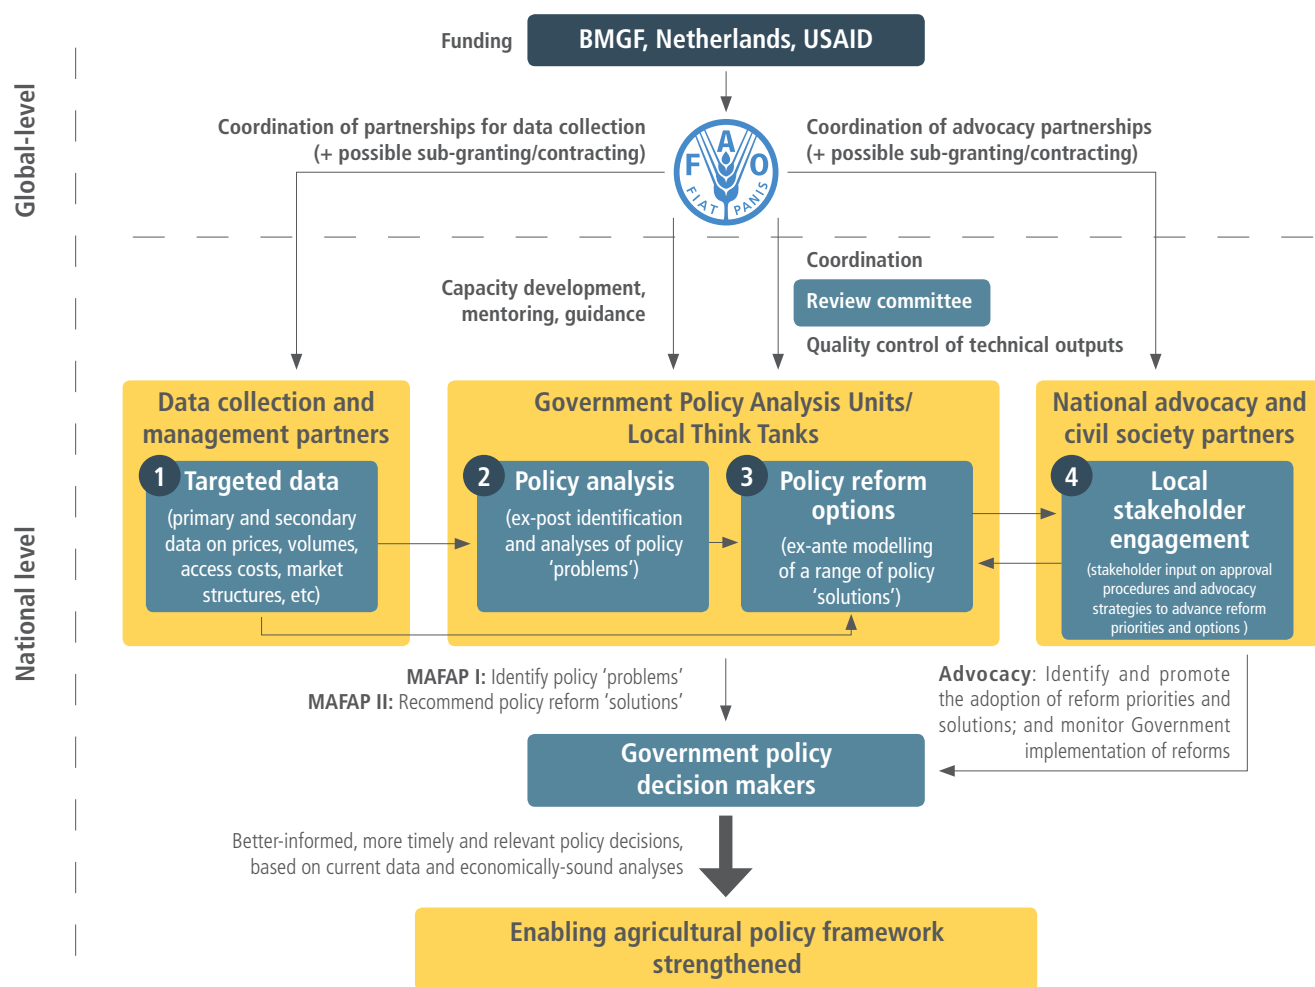 Global-level
National level
Funding
BMGF, Netherlands, USAID
Coordination of partnerships for data collection
(+ possible sub-granting/contracting)
F A O
FIAT PANIS
Coordination of advocacy partnerships
(+ possible sub-granting/contracting)
Capacity development,
mentoring, guidance
Coordination
Review committee
Quality control of technical outputs
Data collection and
management partners
1
Targeted data
(primary and secondary
data on prices, volumes,
access costs, market
structures, etc)
Government Policy Analysis Units/
Local Think Tanks
2
Policy analysis
(ex-post identification
and analyses of policy
‘problems’)
3
Policy reform
options
(ex-ante modelling
of a range of policy
‘solutions’)
National advocacy and
civil society partners
4
Local
stakeholder
engagement
(stakeholder input on approval
procedures and advocacy
strategies to advance reform
priorities and options )
MAFAP I: Identify policy ‘problems’
MAFAP II: Recommend policy reform ‘solutions’
Advocacy: Identify and promote
the adoption of reform priorities and
solutions; and monitor Government
implementation of reforms
Government policy
decision makers
Better-informed, more timely and relevant policy decisions,
based on current data and economically-sound analyses
Enabling agricultural policy framework
strengthened